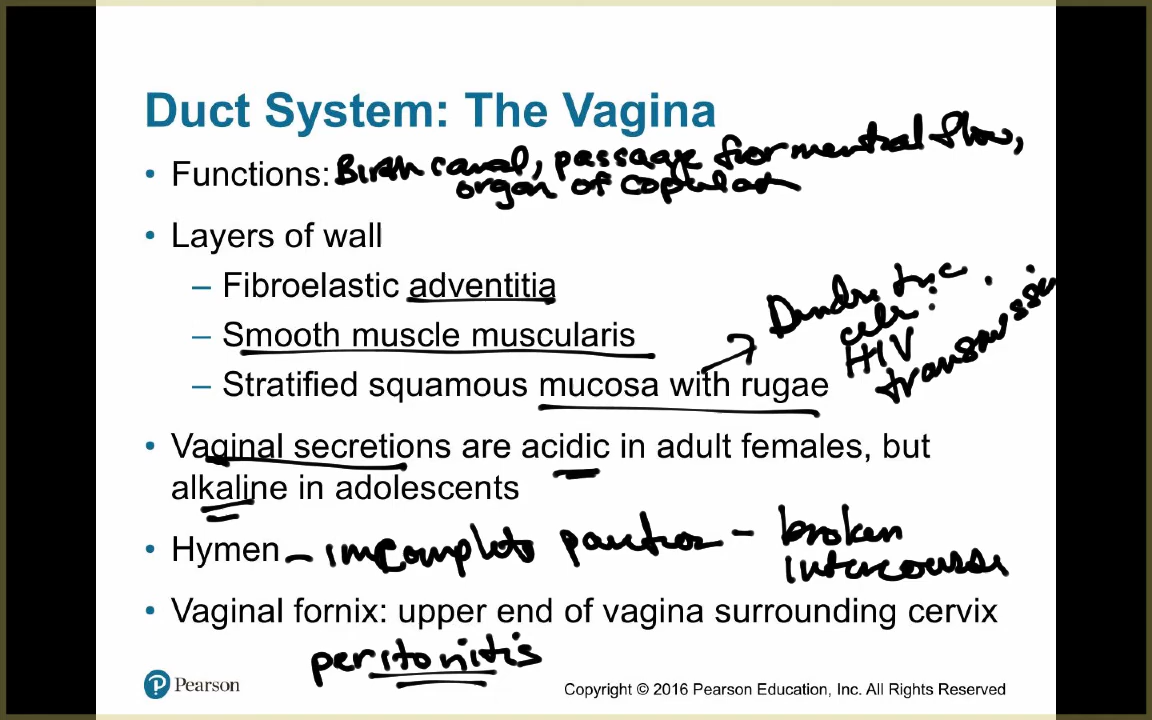 Duct System: The Vagina
• Functions: Birth canal, passage for menstrual flow,
organ of copulat
• Layers of wall
– Fibroelastic adventitia
– Smooth muscle muscularis
– Stratified squamous mucosa with rugae
→ Dendritic
cells:
HIV
transmission
• Vaginal secretions are acidic in adult females, but
alkaline in adolescents
• Hymen – incomplete partition – broken
intercourse
• Vaginal fornix: upper end of vagina surrounding cervix
peritonitis
P Pearson
Copyright © 2016 Pearson Education, Inc. All Rights Reserved